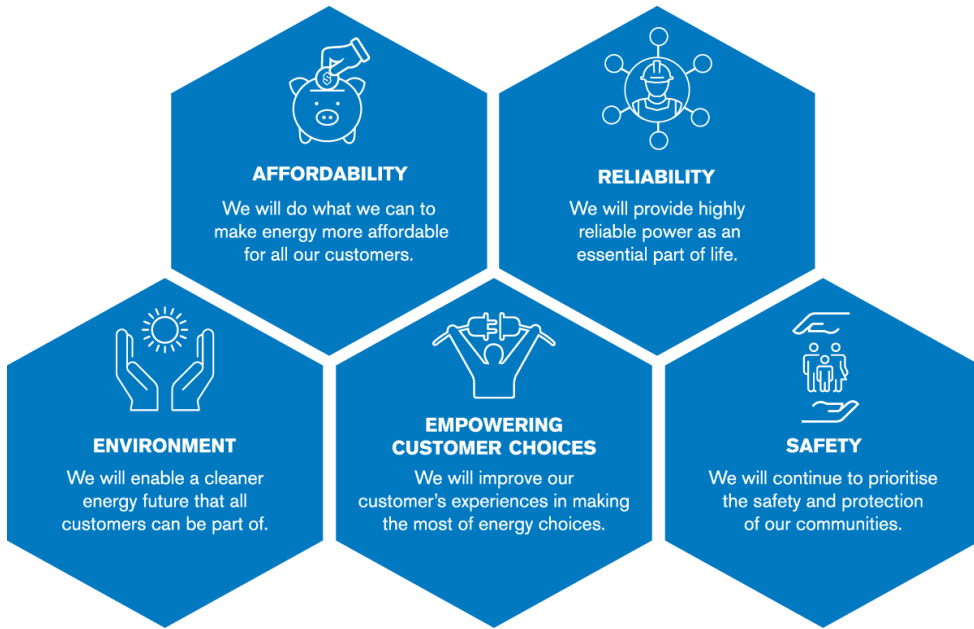 AFFORDABILITY
We will do what we can to
make energy more affordable
for all our customers.
RELIABILITY
We will provide highly
reliable power as an
essential part of life.
ENVIRONMENT
We will enable a cleaner
energy future that all
customers can be part of.
EMPOWERING
CUSTOMER CHOICES
We will improve our
customer's experiences in making
the most of energy choices.
SAFETY
We will continue to prioritise
the safety and protection
of our communities.